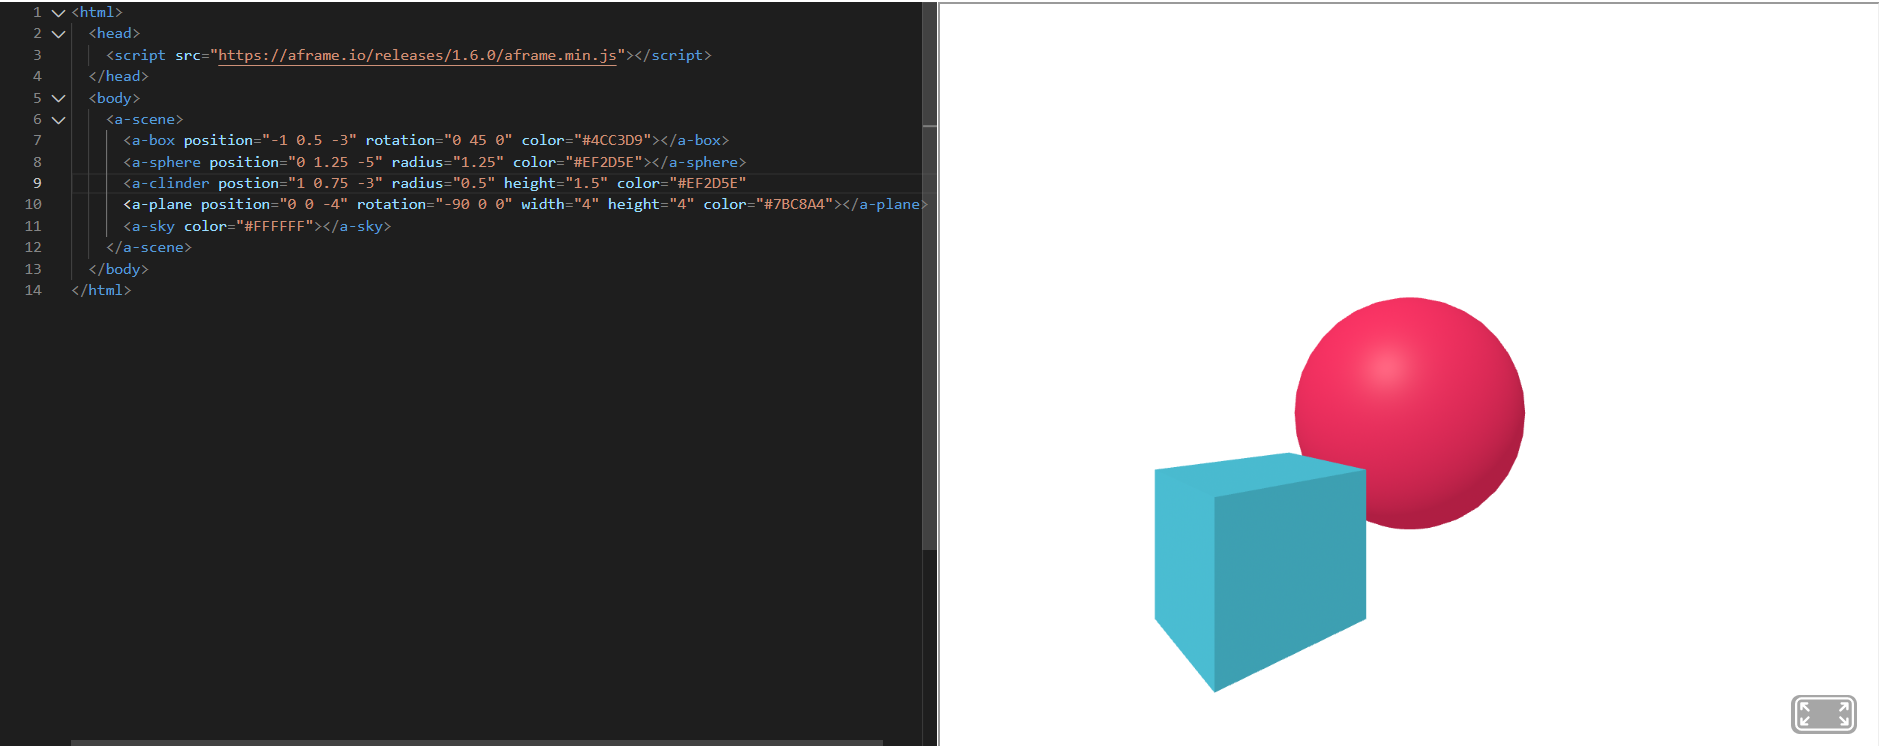 1 <html>
2 <head>
3 <script src="https://aframe.io/releases/1.6.0/aframe.min.js"></script>
4 </head>
5 <body>
6 <a-scene>
7 <a-box position="-1 0.5 -3" rotation="0 45 0" color="#4CC3D9"></a-box>
8 <a-sphere position="0 1.25 -5" radius="1.25" color="#EF2D5E"></a-sphere>
9 <a-clinder postion="1 0.75 -3" radius="0.5" height="1.5" color="#EF2D5E"
10 <a-plane position="0 0 -4" rotation="-90 0 0" width="4" height="4" color="#7BC8A4"></a-plane>
11 <a-sky color="#FFFFFF"></a-sky>
12 </a-scene>
13 </body>
14 </html>